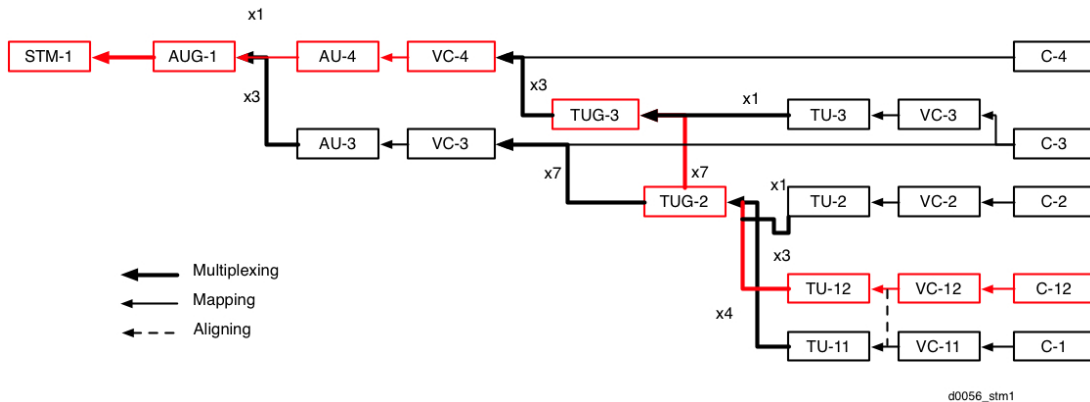 x1
STM-1 AUG-1 AU-4 VC-4 C-4
x3 x3 x1
TUG-3 TU-3 VC-3
AU-3 VC-3 C-3
x7 x7 x1
TUG-2 TU-2 VC-2 C-2
x3
Multiplexing
TU-12 VC-12 C-12
Mapping
x4
Aligning
TU-11 VC-11 C-1
d0056_stm1